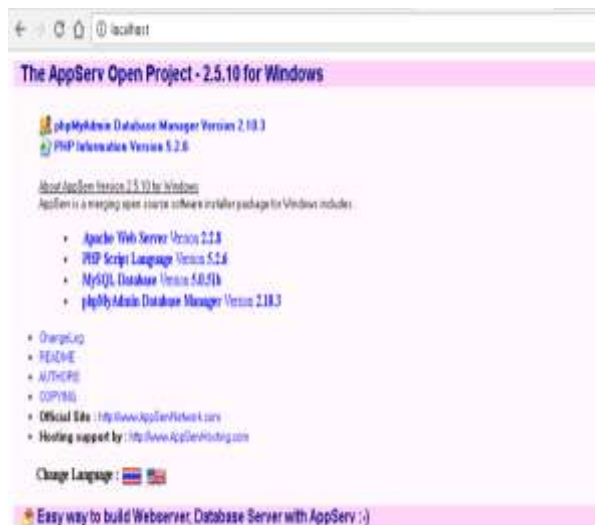 localhost
The AppServ Open Project - 2.5.10 for Windows
phpMyAdmin Database Manager Version 2.10.3
PHP Information Version 5.2.6
About AppServ Version 2.5.10 for Windows
AppServ is a merging open source software installer package for Windows includes
Apache Web Server Version 2.2.8
PHP Script Language Version 5.2.6
MySQL Database Version 5.0.51b
phpMyAdmin Database Manager Version 2.10.3
ChangeLog
README
AUTHORS
COPYING
Official Site : http://www.AppServNetwork.com
Hosting support by : http://www.AppServHosting.com
Change Language :
Easy way to build Webserver, Database Server with AppServ :-)